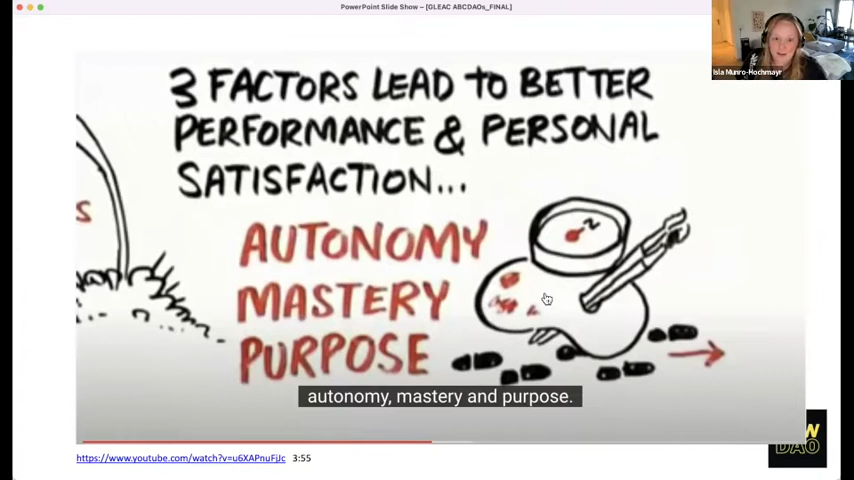 PowerPoint Slide Show – [GLEAC ABCDAOs_FINAL]
Isla Munro-Hochmayr
3 FACTORS LEAD TO BETTER
PERFORMANCE & PERSONAL
SATISFACTION...
S
AUTONOMY
MASTERY
PURPOSE
autonomy, mastery and purpose.
W
DAO
https://www.youtube.com/watch?v=u6XAPnuFjJc 3:55